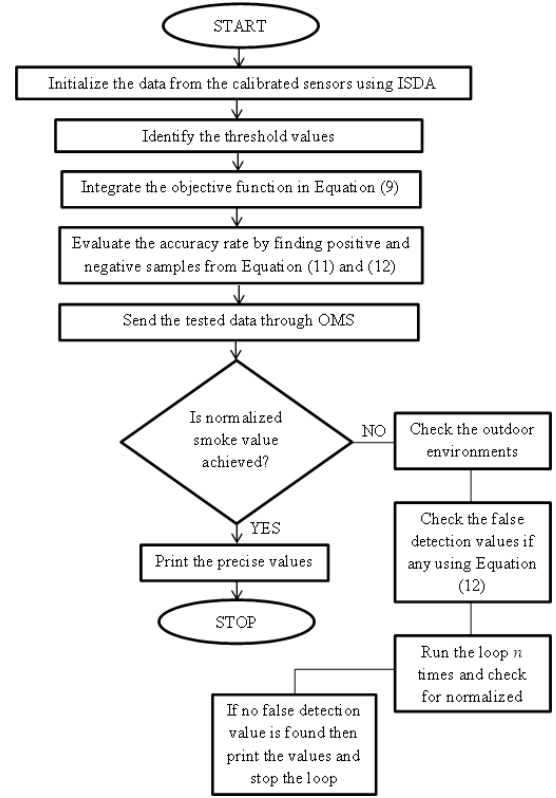 START
Initialize the data from the calibrated sensors using ISDA
Identify the threshold values
Integrate the objective function in Equation (9)
Evaluate the accuracy rate by finding positive and
negative samples from Equation (11) and (12)
Send the tested data through OMS
Is normalized
smoke value
achieved?
NO
Check the outdoor
environments
YES
Check the false
detection values if
any using Equation
(12)
Print the precise values
STOP
Run the loop n
times and check
for normalized
If no false detection
value is found then
print the values and
stop the loop